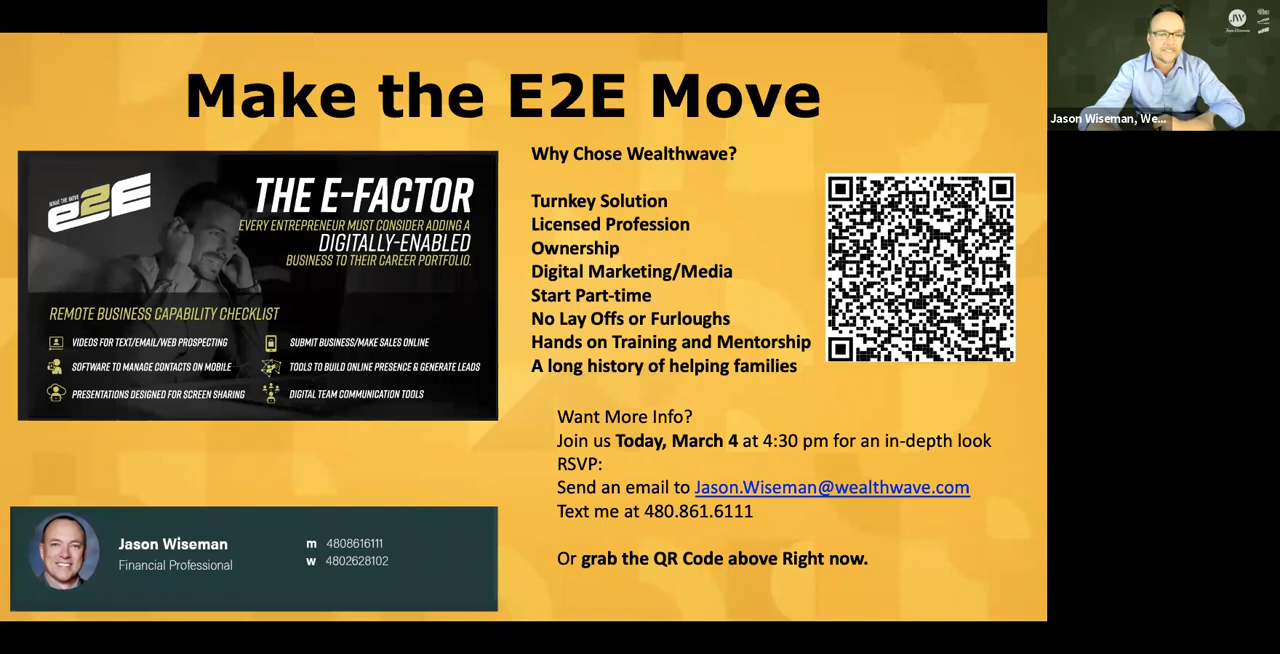 Make the E2E Move
Jason Wiseman, We...
MAKE THE MOVE
e2E
THE E-FACTOR
EVERY ENTREPRENEUR MUST CONSIDER ADDING A
DIGITALLY-ENABLED
BUSINESS TO THEIR CAREER PORTFOLIO.
REMOTE BUSINESS CAPABILITY CHECKLIST
VIDEOS FOR TEXT/EMAIL/WEB PROSPECTING
SUBMIT BUSINESS/MAKE SALES ONLINE
SOFTWARE TO MANAGE CONTACTS ON MOBILE
TOOLS TO BUILD ONLINE PRESENCE & GENERATE LEADS
PRESENTATIONS DESIGNED FOR SCREEN SHARING
DIGITAL TEAM COMMUNICATION TOOLS
Why Chose Wealthwave?
Turnkey Solution
Licensed Profession
Ownership
Digital Marketing/Media
Start Part-time
No Lay Offs or Furloughs
Hands on Training and Mentorship
A long history of helping families
Want More Info?
Join us Today, March 4 at 4:30 pm for an in-depth look
RSVP:
Send an email to Jason.Wiseman@wealthwave.com
Text me at 480.861.6111
Or grab the QR Code above Right now.
Jason Wiseman
Financial Professional
m 4808616111
w 4802628102
JW